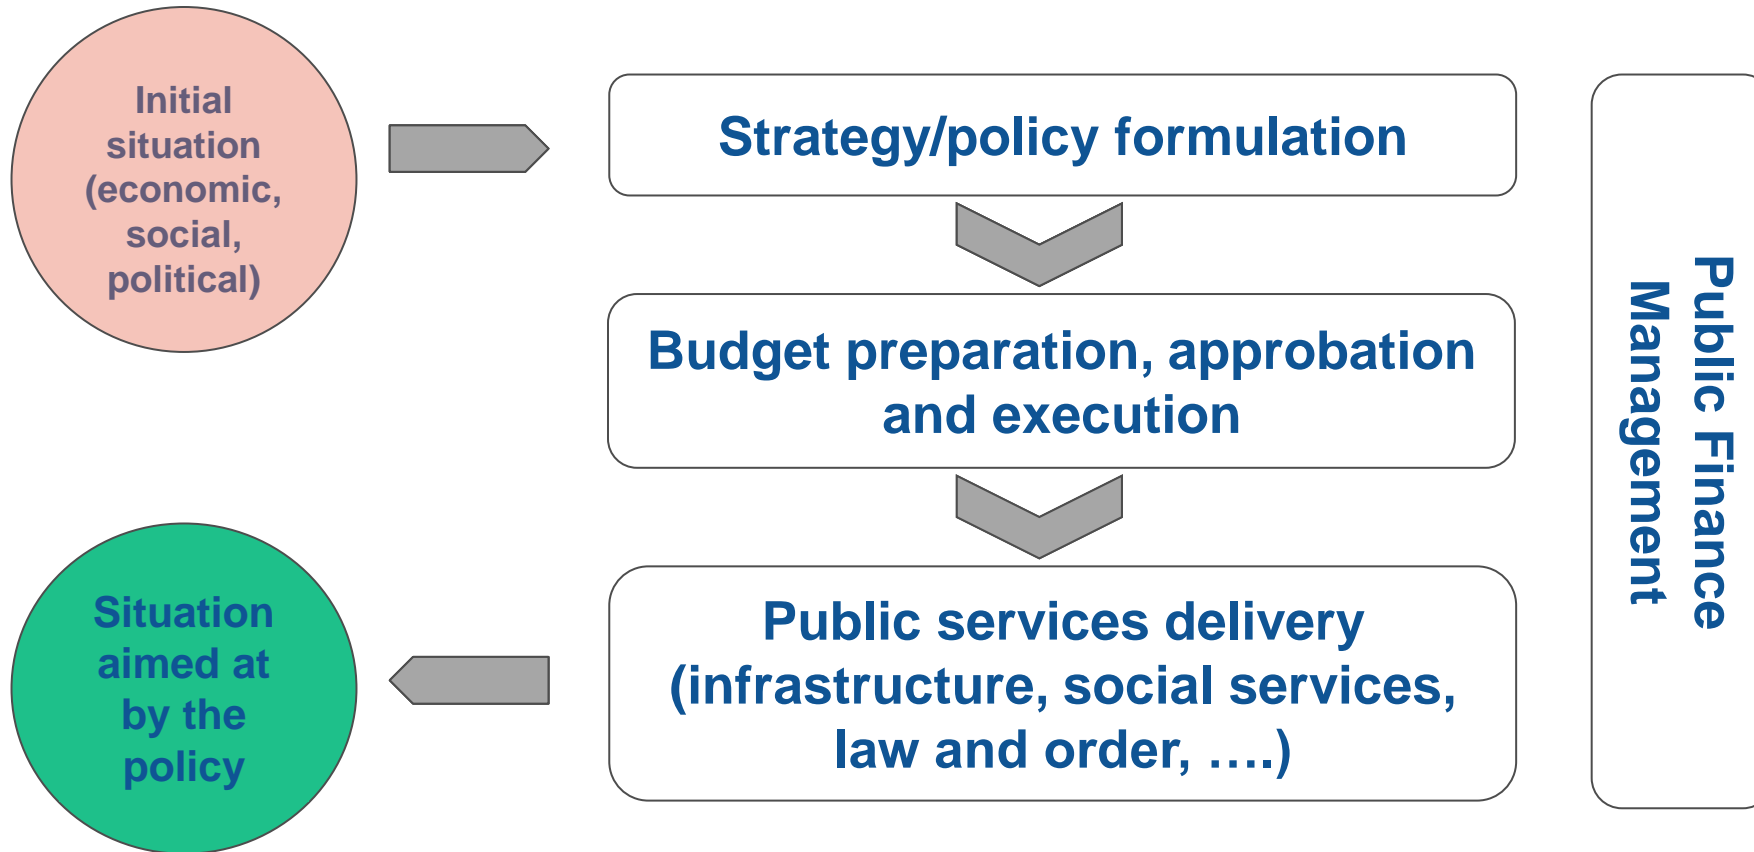 Initial
situation
(economic,
social,
political)
Strategy/policy formulation
Budget preparation, approbation
and execution
Public services delivery
(infrastructure, social services,
law and order, ….)
Situation
aimed at
by the
policy
Public Finance
Management